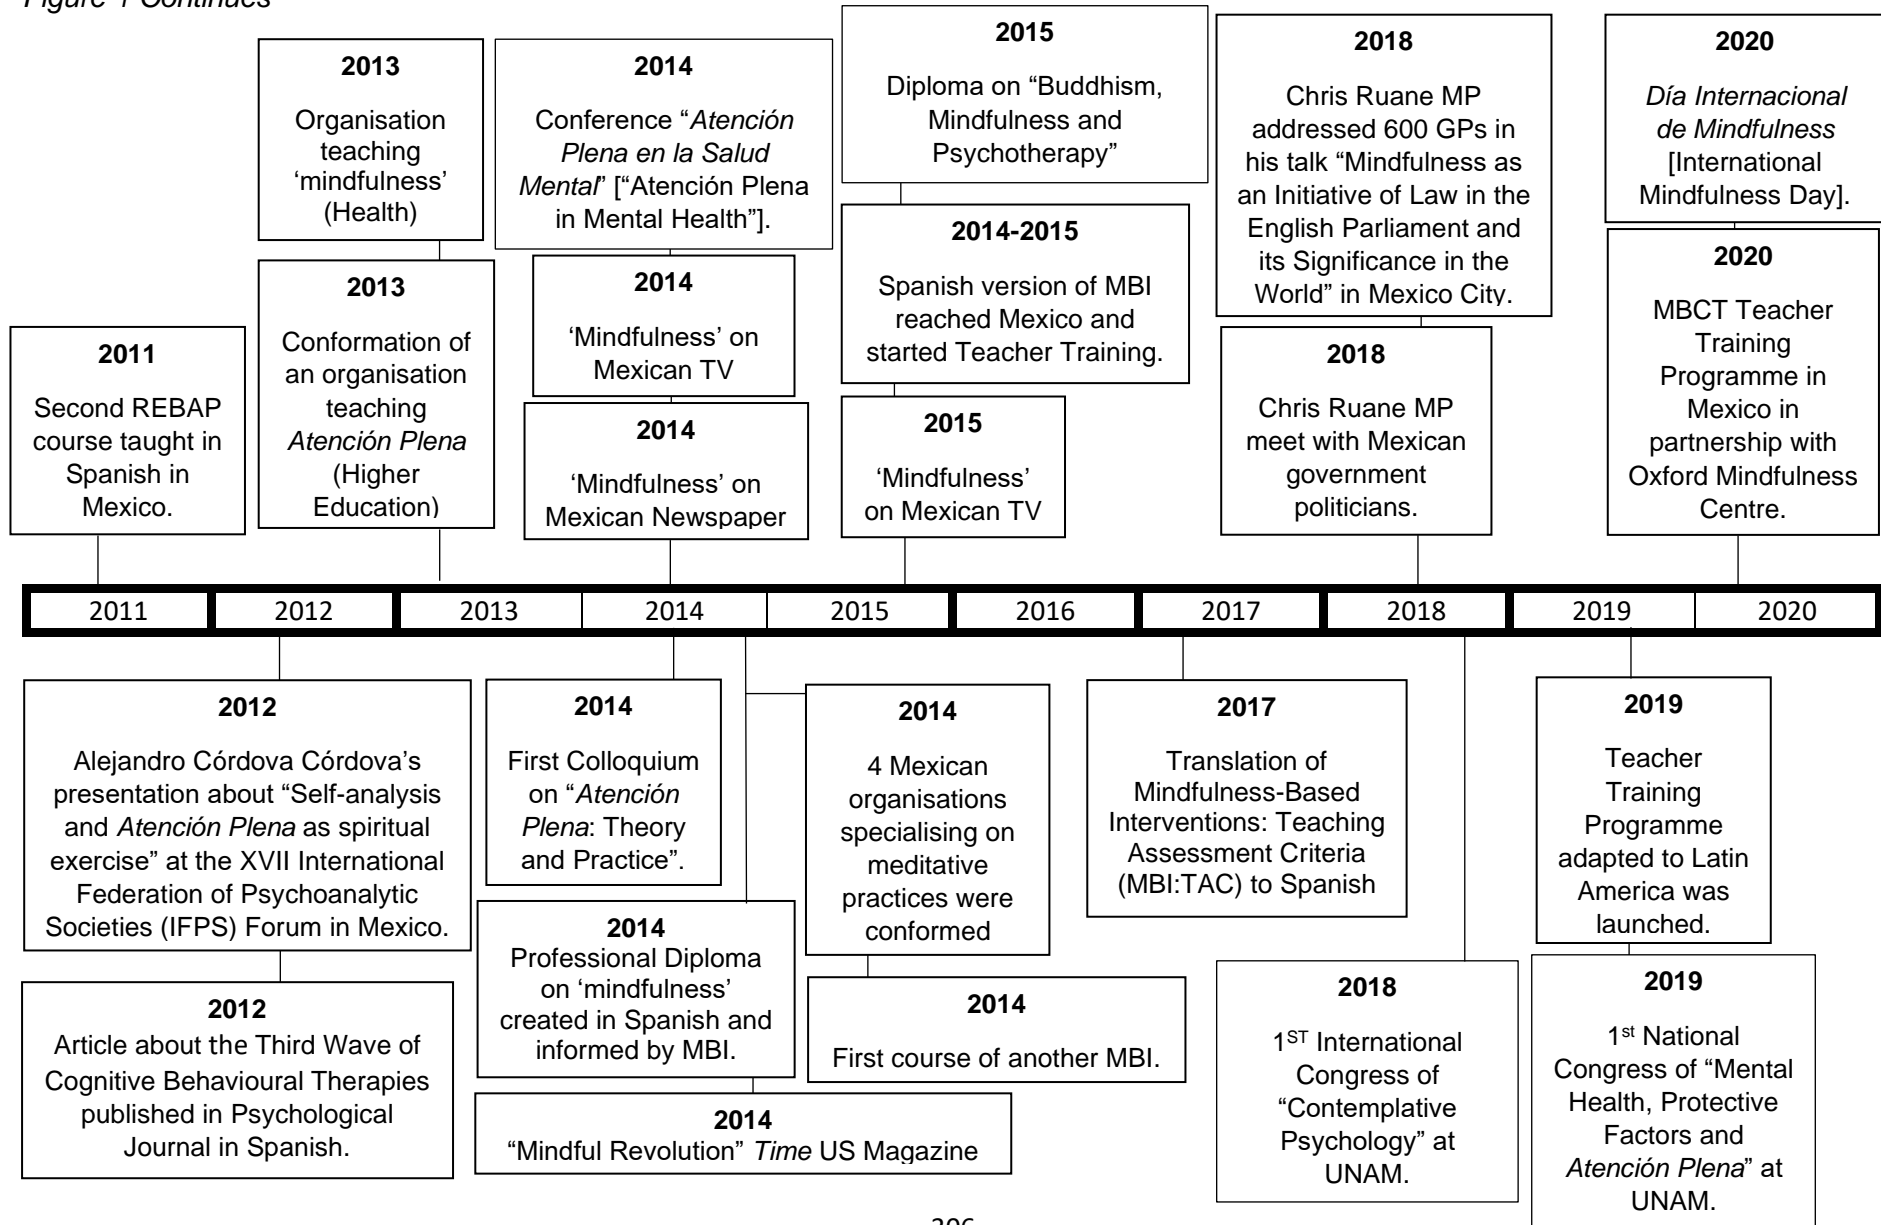 Figure 4 Continues
2013
Organisation
teaching
‘mindfulness’
(Health)
2013
Conformation of
an organisation
teaching
Atención Plena
(Higher
Education)
2011
Second REBAP
course taught in
Spanish in
Mexico.
2014
Conference “Atención
Plena en la Salud
Mental” [“Atención Plena
in Mental Health”].
2014
‘Mindfulness’ on
Mexican TV
2014
‘Mindfulness’ on
Mexican Newspaper
2015
Diploma on “Buddhism,
Mindfulness and
Psychotherapy”
2014-2015
Spanish version of MBI
reached Mexico and
started Teacher Training.
2015
‘Mindfulness’
on Mexican TV
2018
Chris Ruane MP
addressed 600 GPs in
his talk “Mindfulness as
an Initiative of Law in the
English Parliament and
its Significance in the
World” in Mexico City.
2018
Chris Ruane MP
meet with Mexican
government
politicians.
2020
Día Internacional
de Mindfulness
[International
Mindfulness Day].
2020
MBCT Teacher
Training
Programme in
Mexico in
partnership with
Oxford Mindfulness
Centre.
2011 2012 2013 2014 2015 2016 2017 2018 2019 2020
2012
Alejandro Córdova Córdova’s
presentation about “Self-analysis
and Atención Plena as spiritual
exercise” at the XVII International
Federation of Psychoanalytic
Societies (IFPS) Forum in Mexico.
2012
Article about the Third Wave of
Cognitive Behavioural Therapies
published in Psychological
Journal in Spanish.
2014
First Colloquium
on “Atención
Plena: Theory
and Practice”.
2014
Professional Diploma
on ‘mindfulness’
created in Spanish and
informed by MBI.
2014
“Mindful Revolution” Time US Magazine
2014
4 Mexican
organisations
specialising on
meditative
practices were
conformed
2014
First course of another MBI.
2017
Translation of
Mindfulness-Based
Interventions: Teaching
Assessment Criteria
(MBI:TAC) to Spanish
2018
1ST International
Congress of
“Contemplative
Psychology” at
UNAM.
2019
Teacher
Training
Programme
adapted to Latin
America was
launched.
2019
1st National
Congress of “Mental
Health, Protective
Factors and
Atención Plena” at
UNAM.